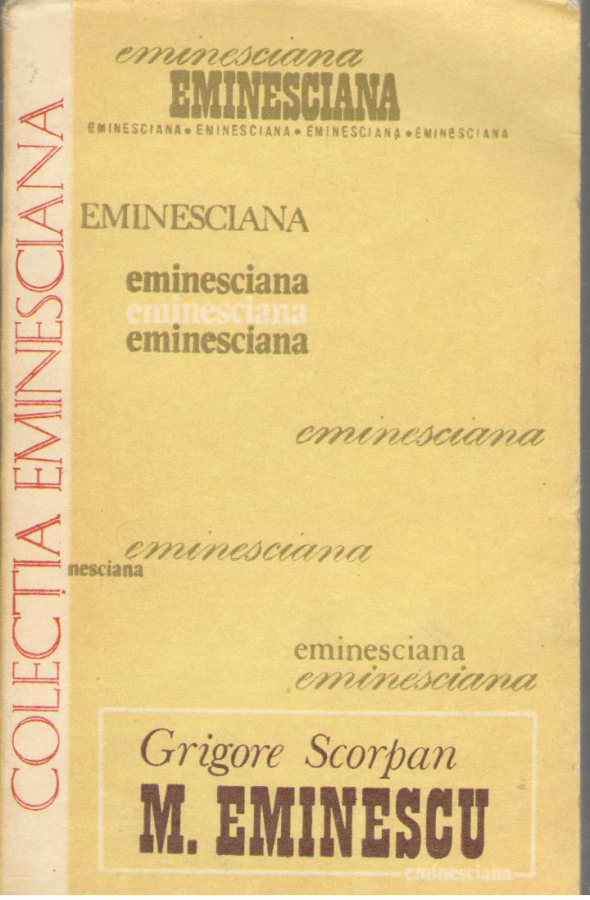 COLECȚIA EMINESCIANA
eminesciana
EMINESCIANA
EMINESCIANA • EMINESCIANA • EMINESCIANA • EMINESCIANA
EMINESCIANA
eminesciana
eminesciana
eminesciana
eminesciana
eminesciana
nesciana
eminesciana
eminesciana
Grigore Scorpan
M. EMINESCU
eminesciana